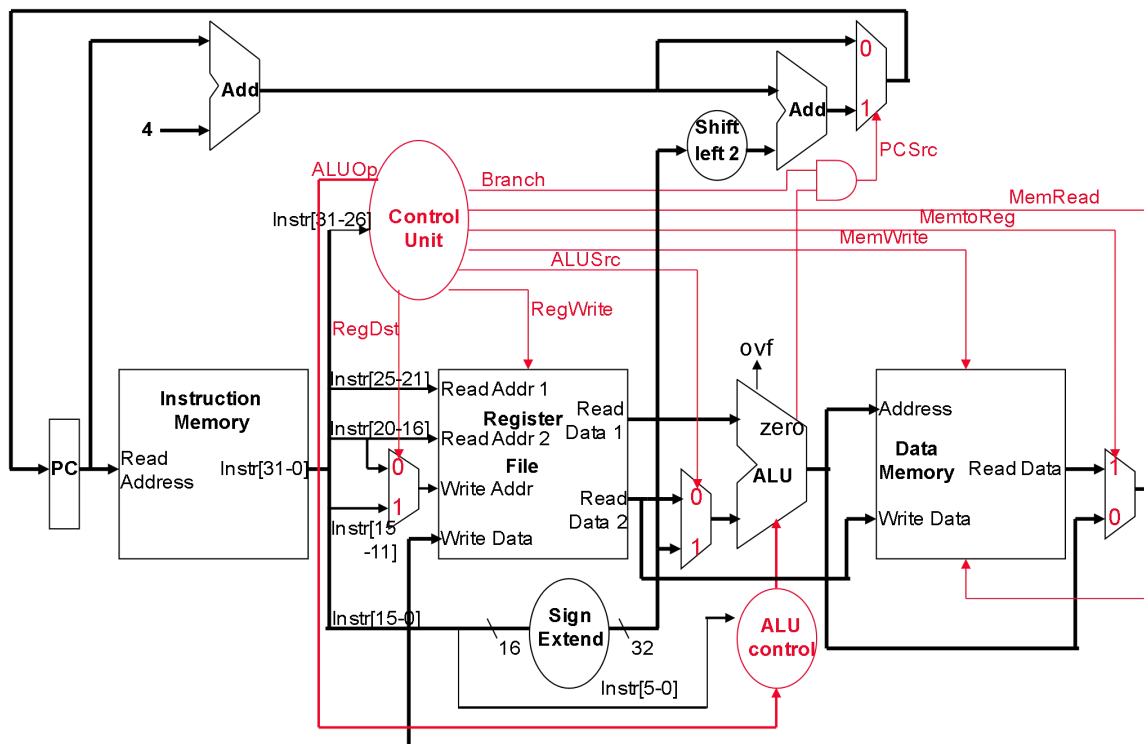 0
Add
Add
4
1
Shift
left 2
PCSrc
ALUOp
Branch
MemRead
Instr[31-26]
Control
Unit
MemtoReg
MemWrite
ALUSrc
RegWrite
RegDst
ovf
Instr[25-21]
Read Addr 1
Instruction
Memory
Register
Read
Data 1
Address
Instr[20-16]
Read Addr 2
zero
Data
Memory
PC
Read
Address
Instr[31-0]
0
File
ALU
Read Data
1
Write Addr
1
Read
Data 2
0
0
Write Data
Instr[15
-11]
Write Data
1
Instr[15-0]
Sign
Extend
16
32
ALU
control
Instr[5-0]